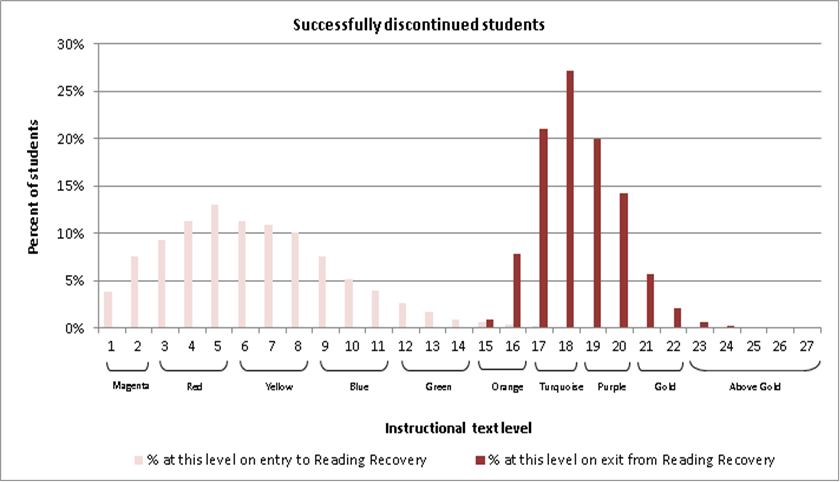 Successfully discontinued students
30%
25%
20%
15%
10%
5%
0%
Percent of students
1 2 3 4 5 6 7 8 9 10 11 12 13 14 15 16 17 18 19 20 21 22 23 24 25 26 27
Magenta Red Yellow Blue Green Orange Turquoise Purple Gold Above Gold
Instructional text level
% at this level on entry to Reading Recovery % at this level on exit from Reading Recovery